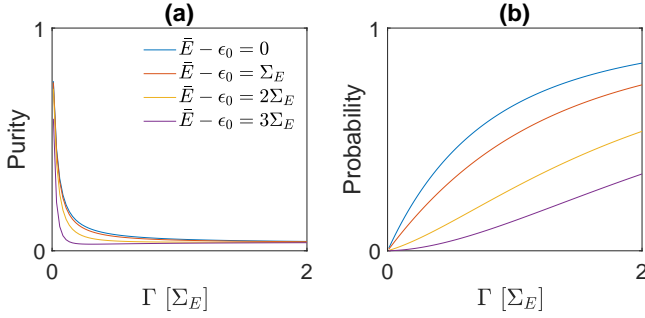 (a)
1
Purity
0
0
2
Γ [Σ_E]
Ē − ϵ₀ = 0
Ē − ϵ₀ = Σ_E
Ē − ϵ₀ = 2Σ_E
Ē − ϵ₀ = 3Σ_E
(b)
1
Probability
0
0
2
Γ [Σ_E]